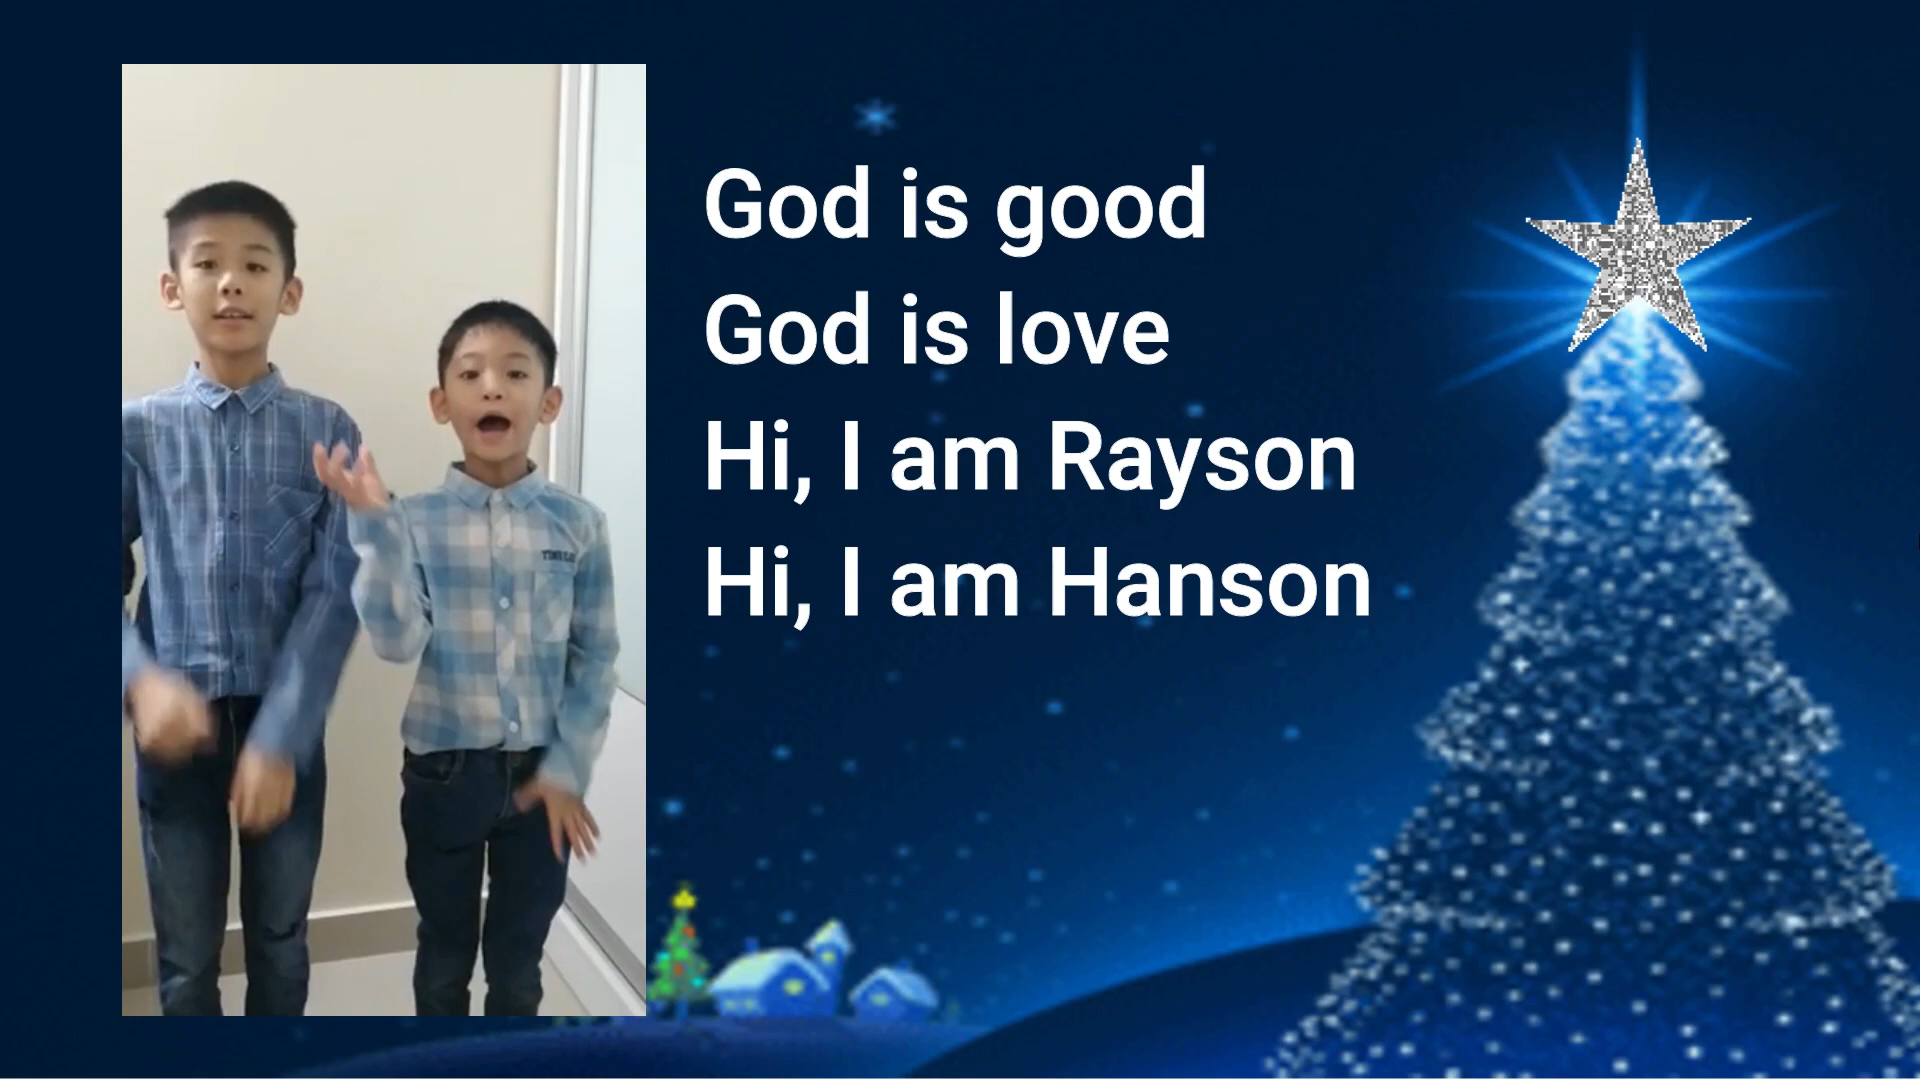 God is good
God is love
Hi, I am Rayson
Hi, I am Hanson